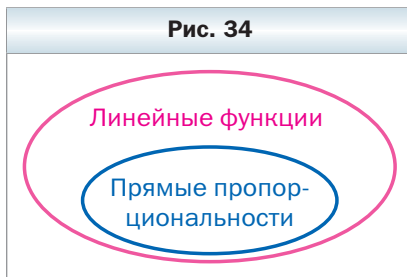 Рис. 34
Линейные функции
Прямые пропор-
циональности